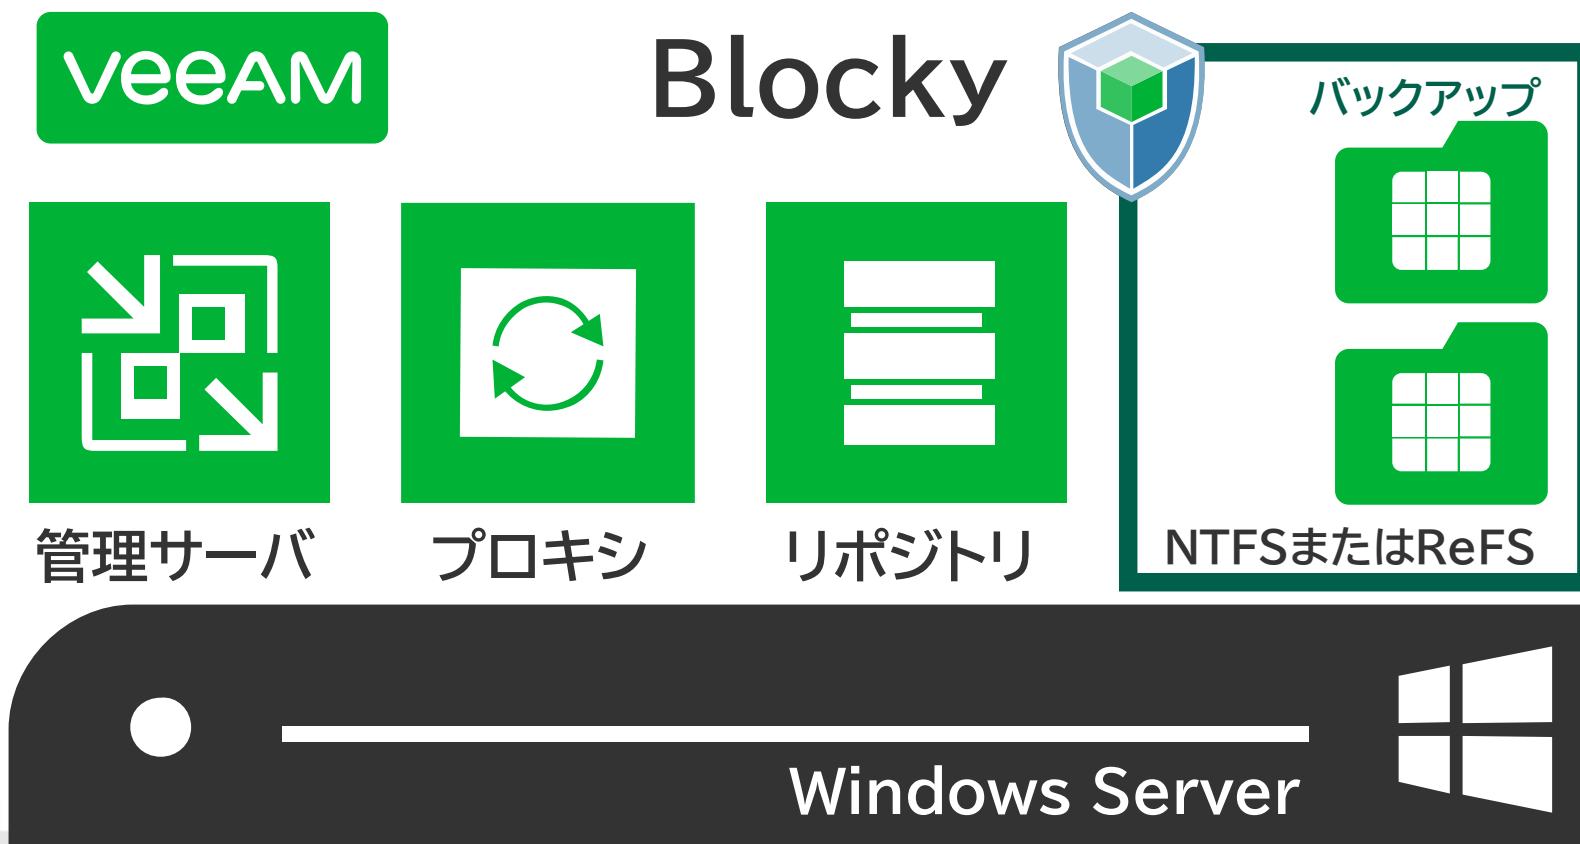 VEEAM
Blocky
バックアップ
管理サーバ
プロキシ
リポジトリ
NTFSまたはReFS
Windows Server